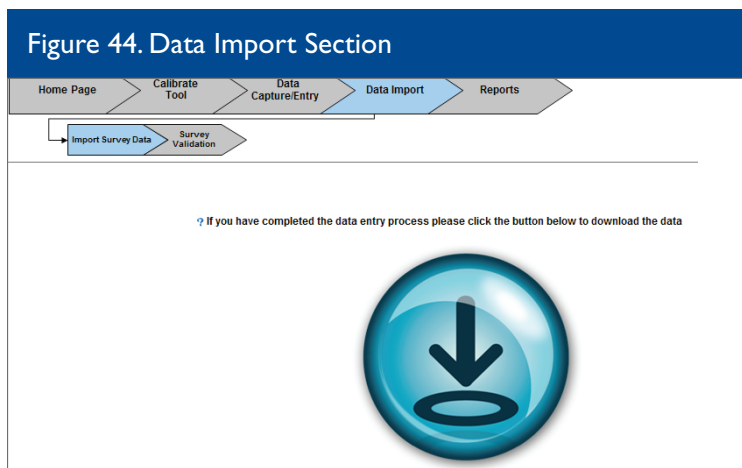 Figure 44. Data Import Section
Home Page
Calibrate
Tool
Data
Capture/Entry
Data Import
Reports
Import Survey Data
Survey
Validation
? If you have completed the data entry process please click the button below to download the data